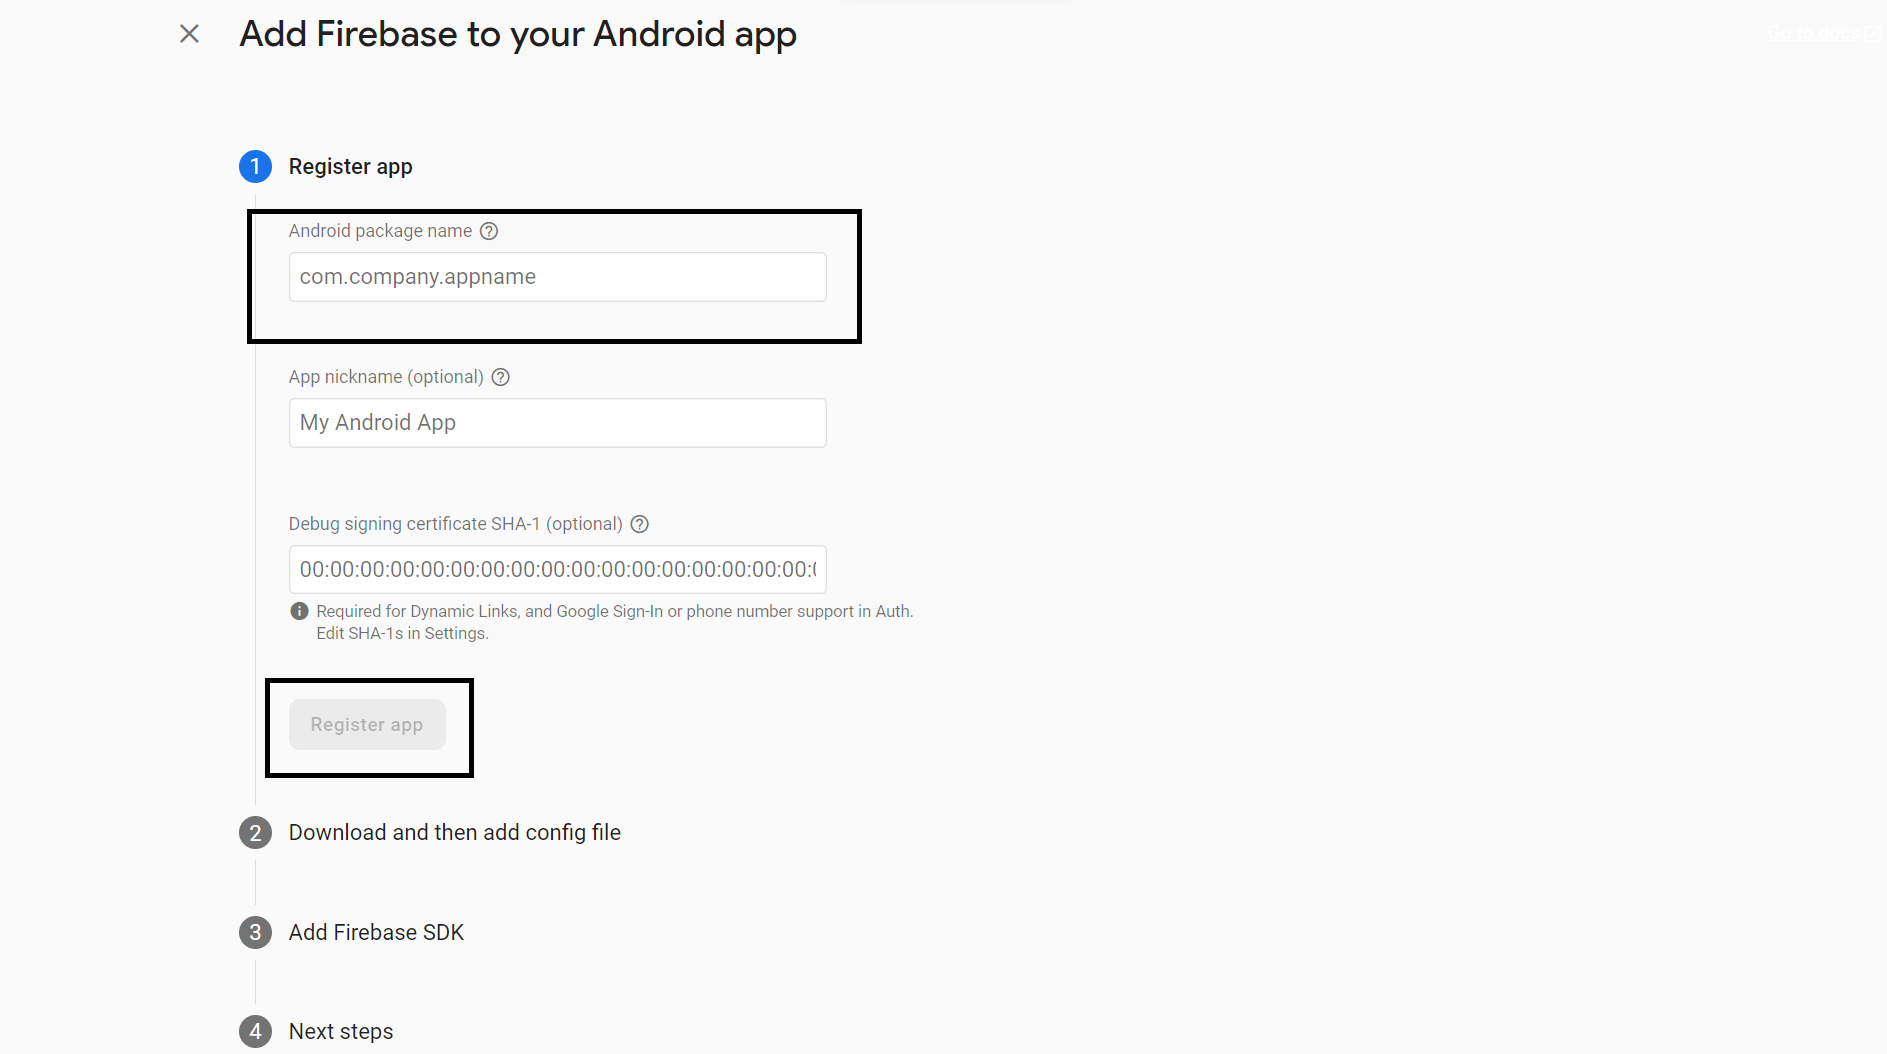 Add Firebase to your Android app
Go to docs
1 Register app
Android package name ?
com.company.appname
App nickname (optional) ?
My Android App
Debug signing certificate SHA-1 (optional) ?
00:00:00:00:00:00:00:00:00:00:00:00:00:00:00:00:00:0
i Required for Dynamic Links, and Google Sign-In or phone number support in Auth.
Edit SHA-1s in Settings.
Register app
2 Download and then add config file
3 Add Firebase SDK
4 Next steps